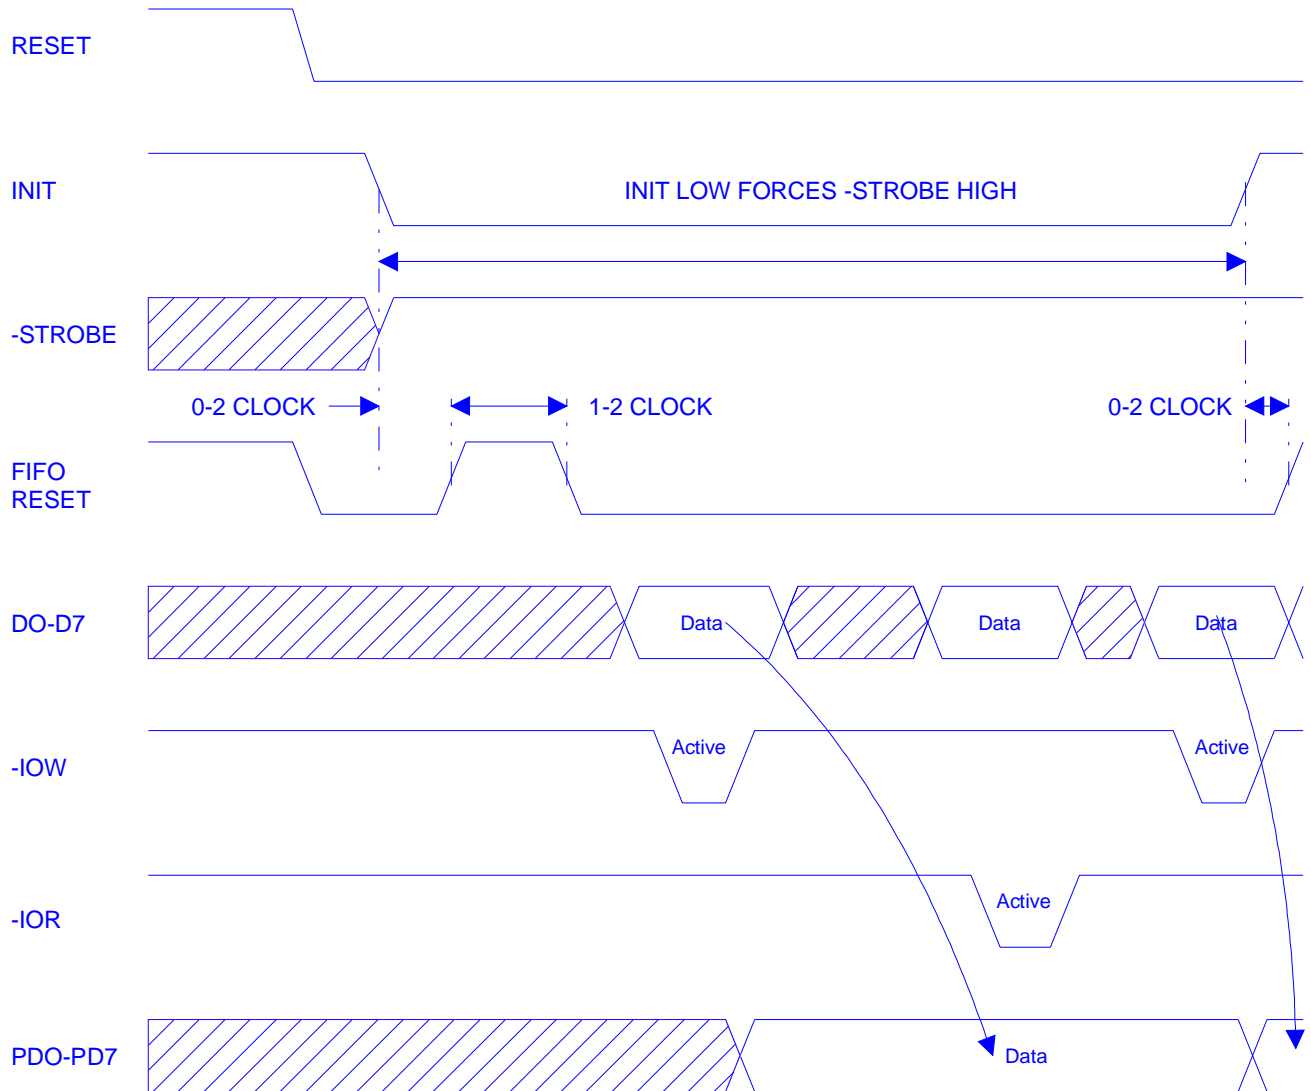 RESET
INIT
INIT LOW FORCES -STROBE HIGH
-STROBE
0-2 CLOCK
1-2 CLOCK
0-2 CLOCK
FIFO
RESET
DO-D7
Data
Data
Data
-IOW
Active
Active
-IOR
Active
PDO-PD7
Data